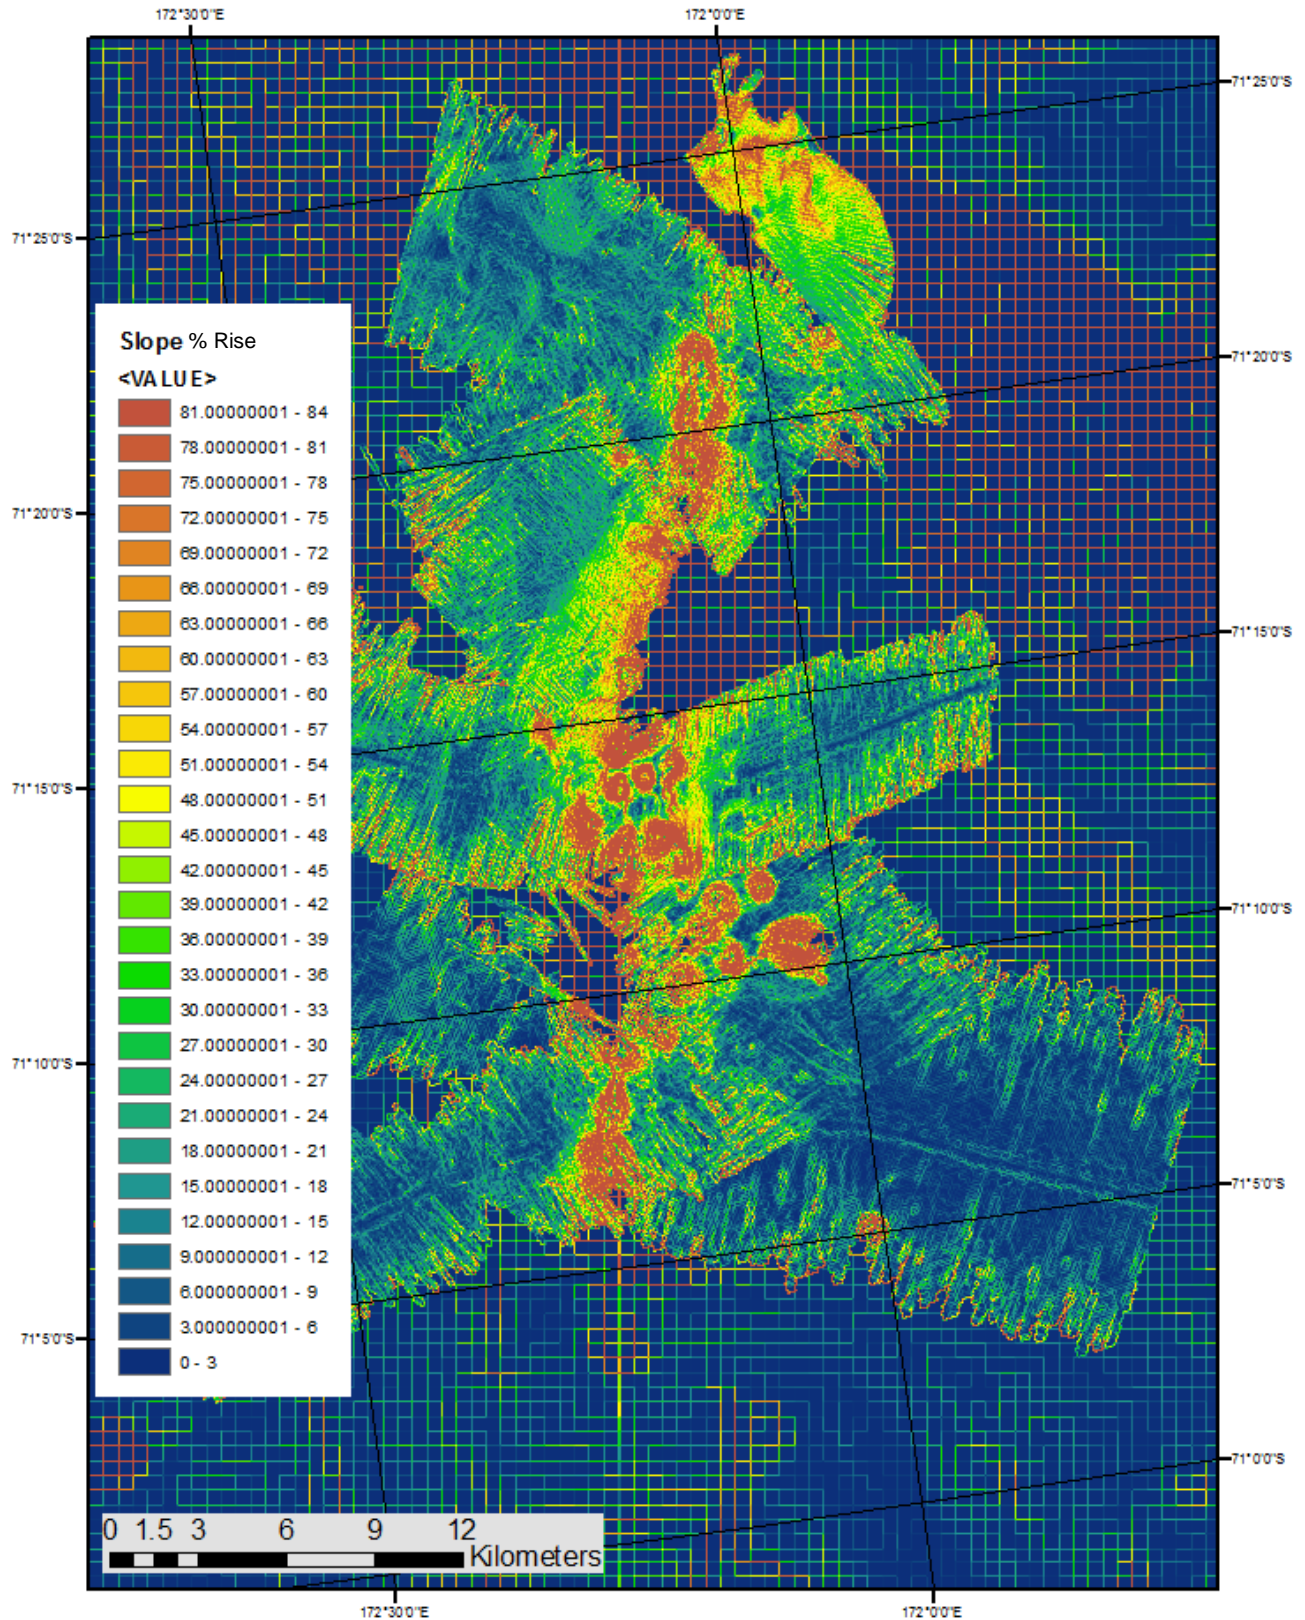 172°30'0"E 172°0'0"E
71°25'0"S
71°25'0"S
Slope % Rise
<VALUE>
81.00000001 - 84
78.00000001 - 81
75.00000001 - 78
72.00000001 - 75
69.00000001 - 72
66.00000001 - 69
63.00000001 - 66
60.00000001 - 63
57.00000001 - 60
54.00000001 - 57
51.00000001 - 54
48.00000001 - 51
45.00000001 - 48
42.00000001 - 45
39.00000001 - 42
36.00000001 - 39
33.00000001 - 36
30.00000001 - 33
27.00000001 - 30
24.00000001 - 27
21.00000001 - 24
18.00000001 - 21
15.00000001 - 18
12.00000001 - 15
9.000000001 - 12
6.000000001 - 9
3.000000001 - 6
0 - 3
71°20'0"S
71°20'0"S
71°15'0"S
71°15'0"S
71°10'0"S
71°10'0"S
71°5'0"S
71°5'0"S
71°0'0"S
0 1.5 3 6 9 12
Kilometers
172°30'0"E 172°0'0"E